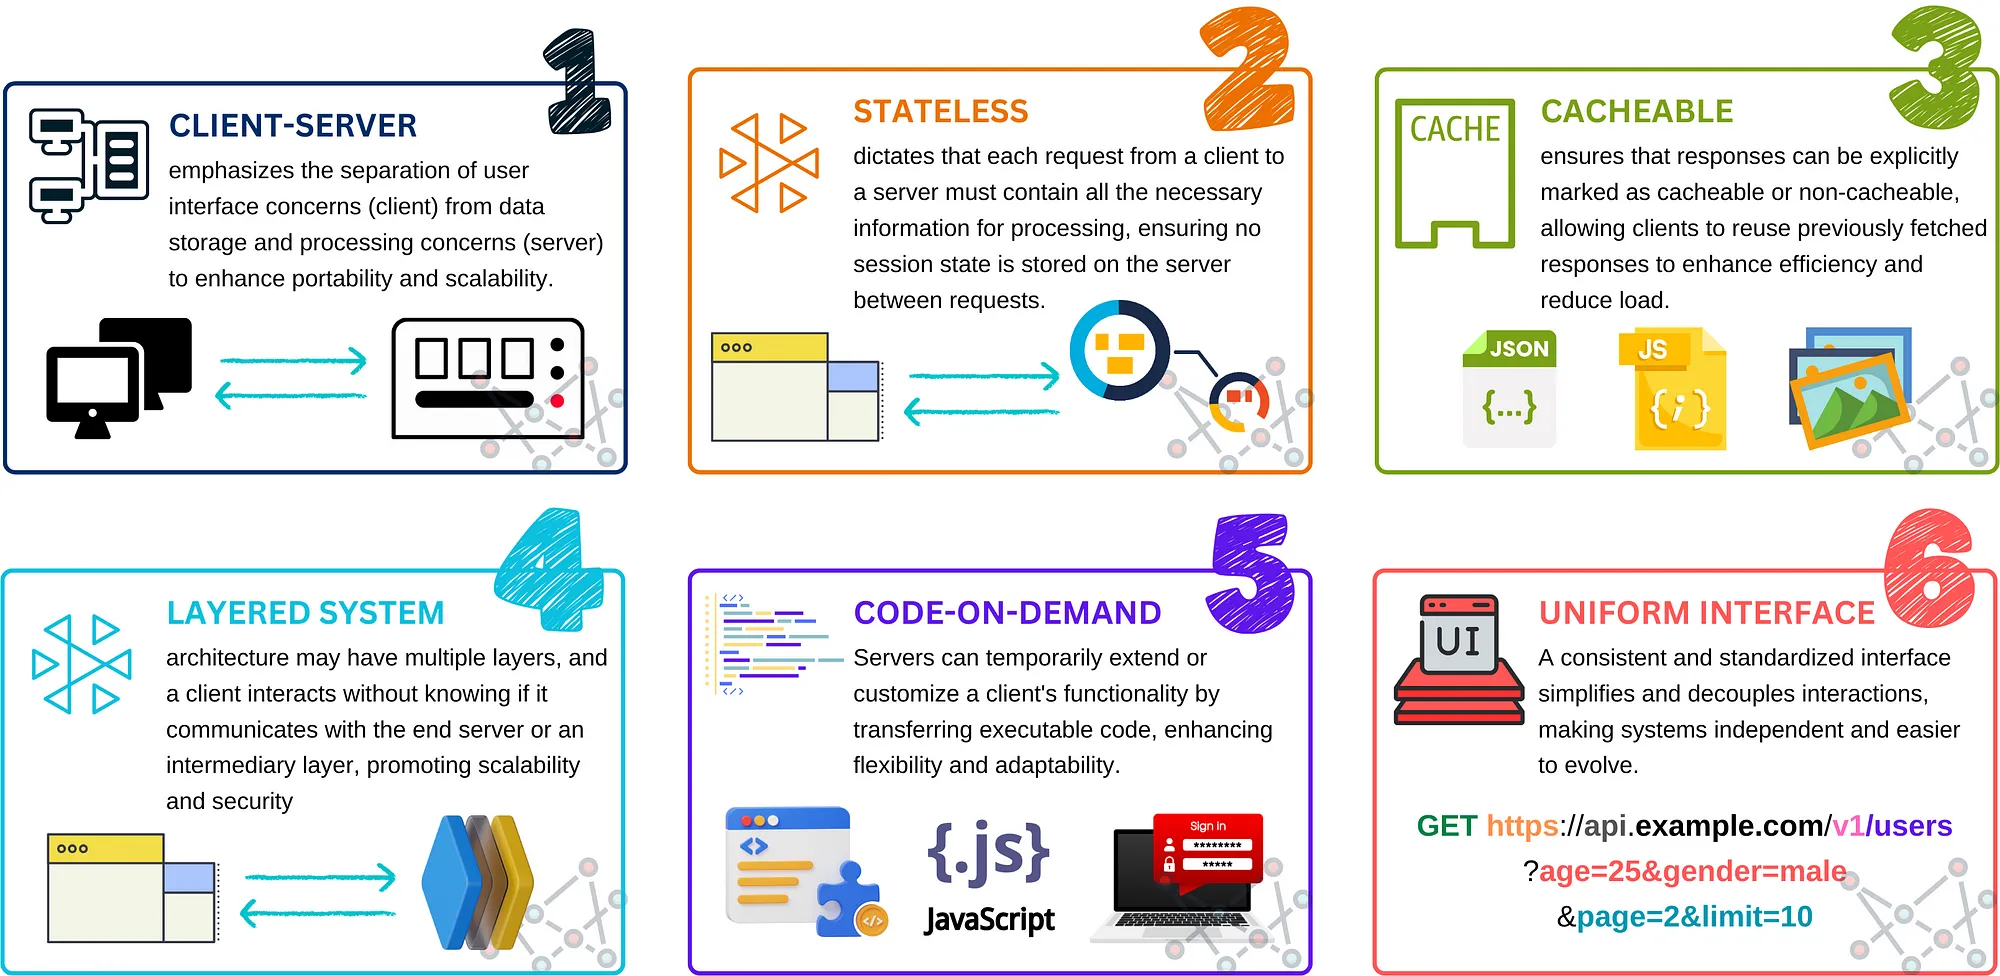 1
CLIENT-SERVER
emphasizes the separation of user
interface concerns (client) from data
storage and processing concerns (server)
to enhance portability and scalability.
2
STATELESS
dictates that each request from a client to
a server must contain all the necessary
information for processing, ensuring no
session state is stored on the server
between requests.
3
CACHE
CACHEABLE
ensures that responses can be explicitly
marked as cacheable or non-cacheable,
allowing clients to reuse previously fetched
responses to enhance efficiency and
reduce load.
JSON
{...}
JS
{i}
4
LAYERED SYSTEM
architecture may have multiple layers, and
a client interacts without knowing if it
communicates with the end server or an
intermediary layer, promoting scalability
and security
5
</>
</>
CODE-ON-DEMAND
Servers can temporarily extend or
customize a client's functionality by
transferring executable code, enhancing
flexibility and adaptability.
<>
</>
{.js}
JavaScript
Sign In
********
*****
6
UI
UNIFORM INTERFACE
A consistent and standardized interface
simplifies and decouples interactions,
making systems independent and easier
to evolve.
GET https://api.example.com/v1/users
?age=25&gender=male
&page=2&limit=10